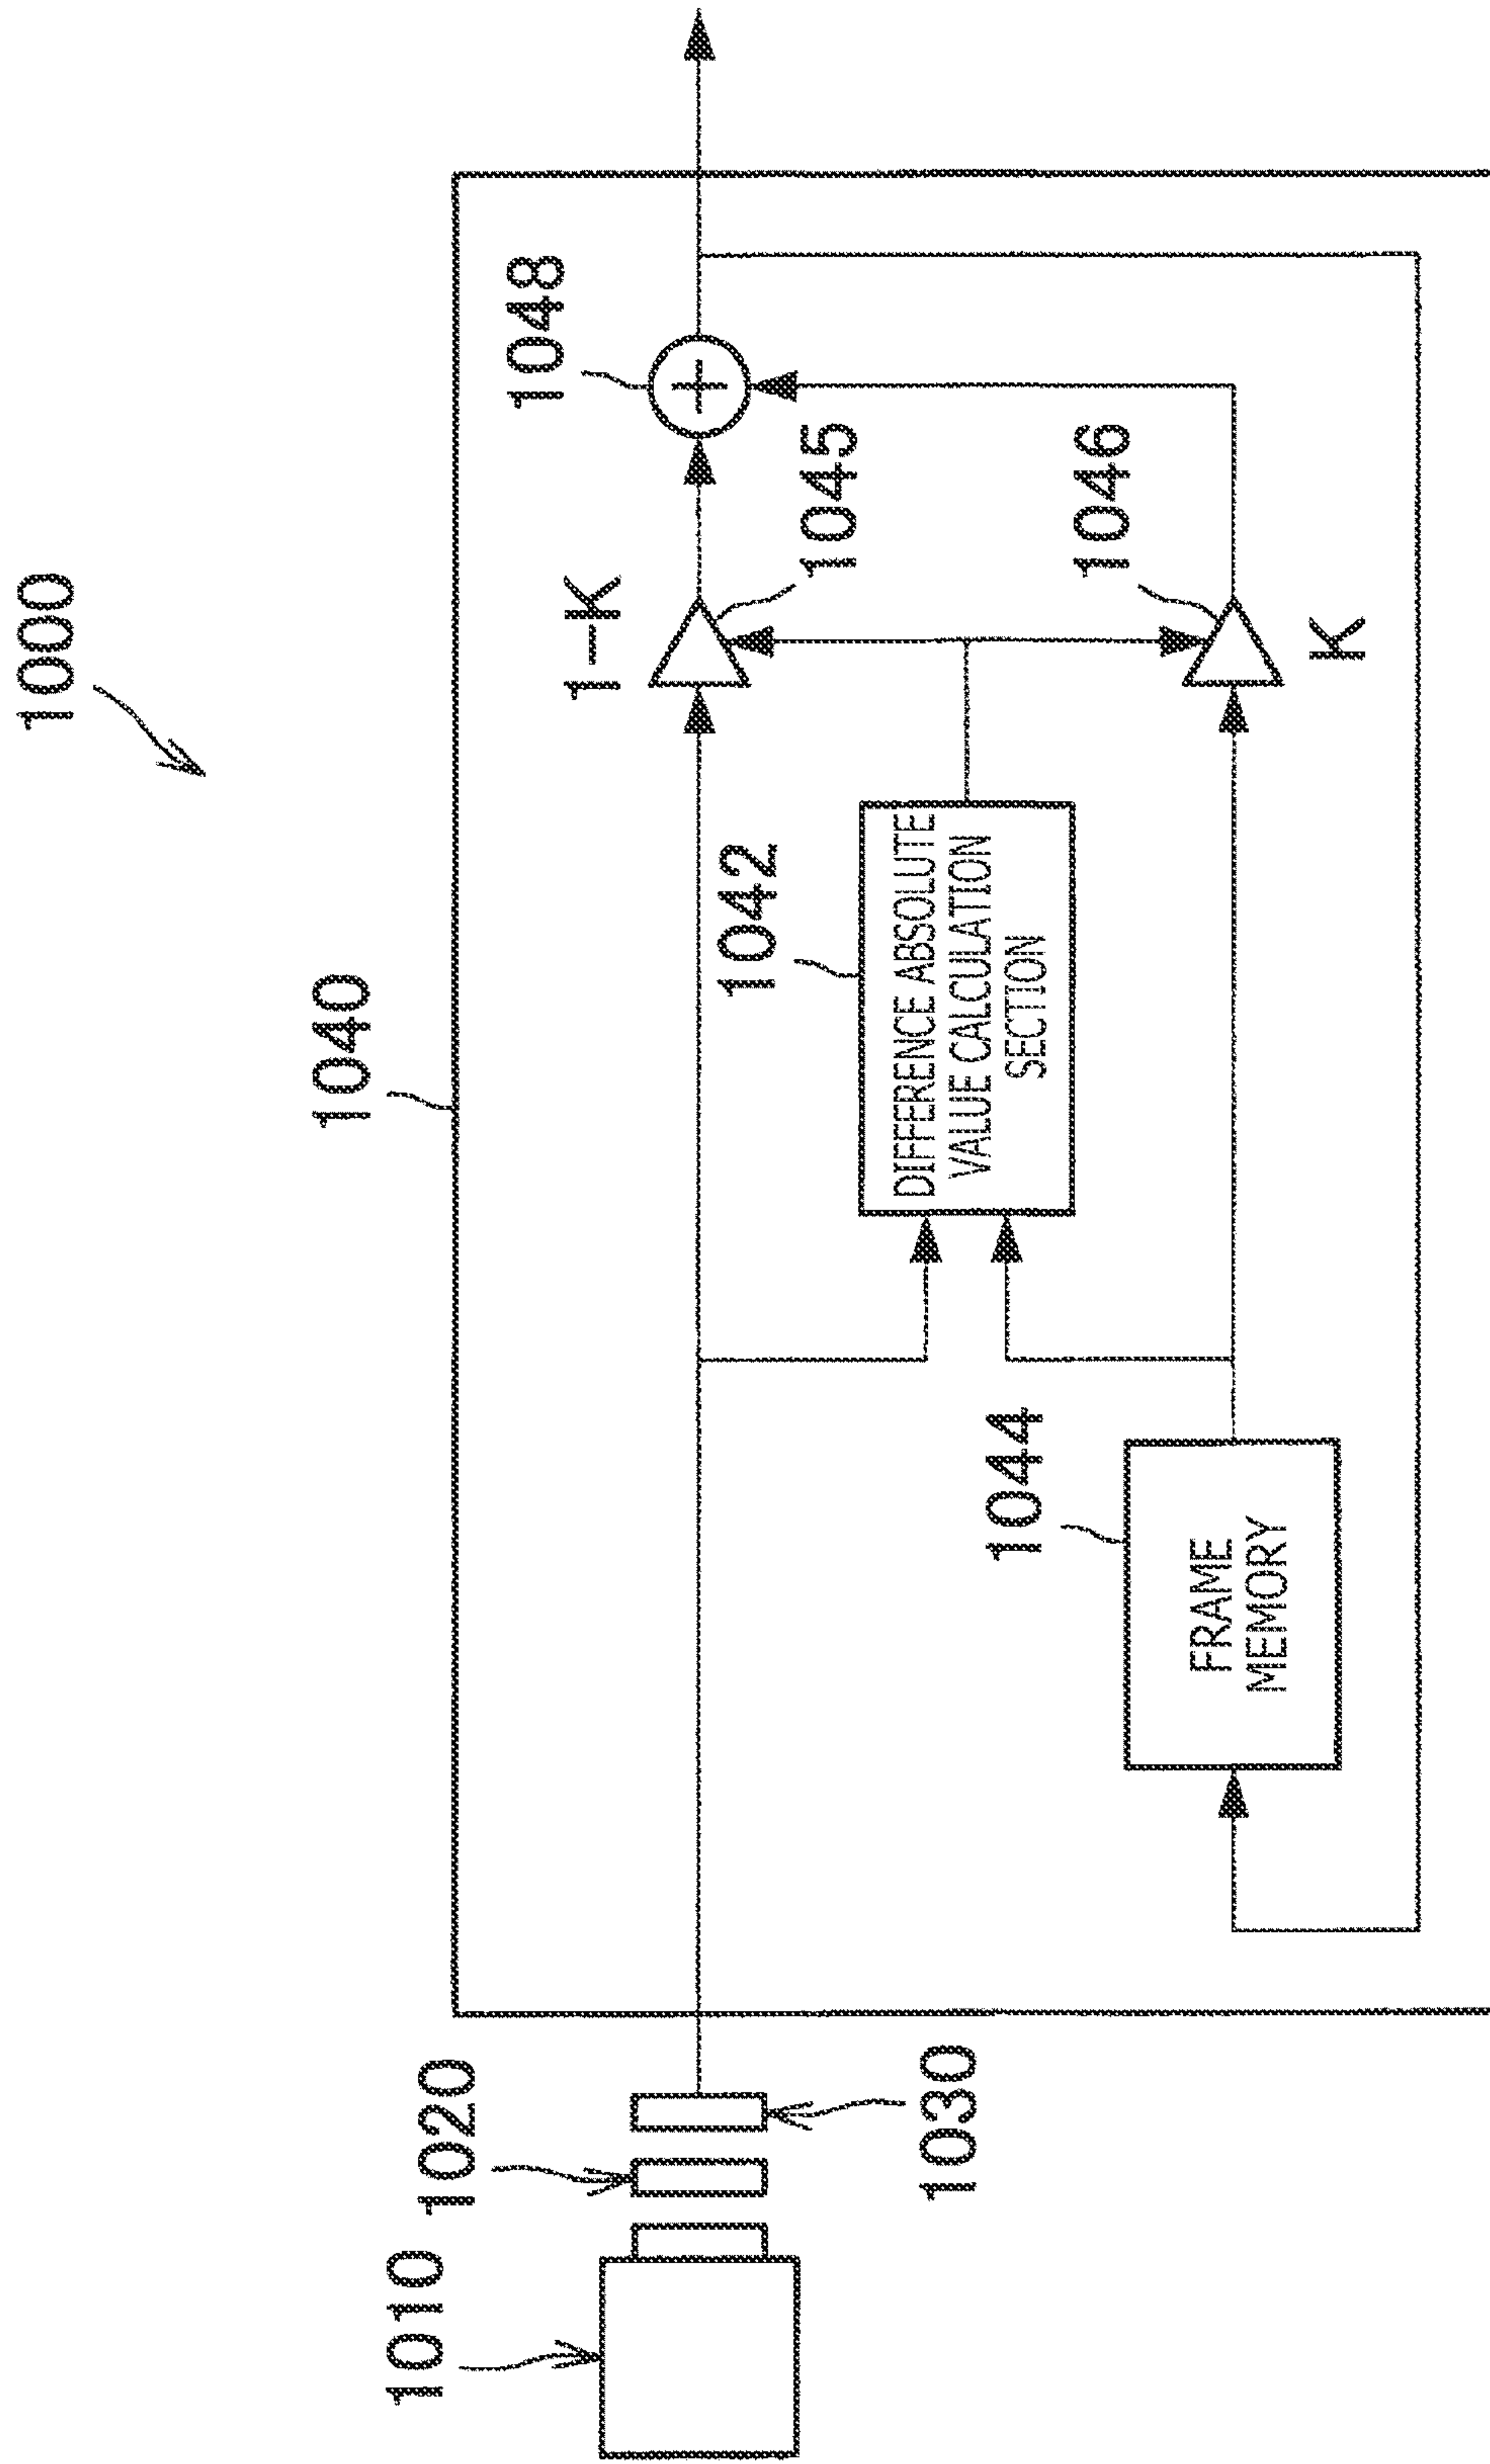 1000
1040
1048
1-K
1045
1042
DIFFERENCE ABSOLUTE
VALUE CALCULATION
SECTION
1046
K
1044
FRAME
MEMORY
1010
1020
1030